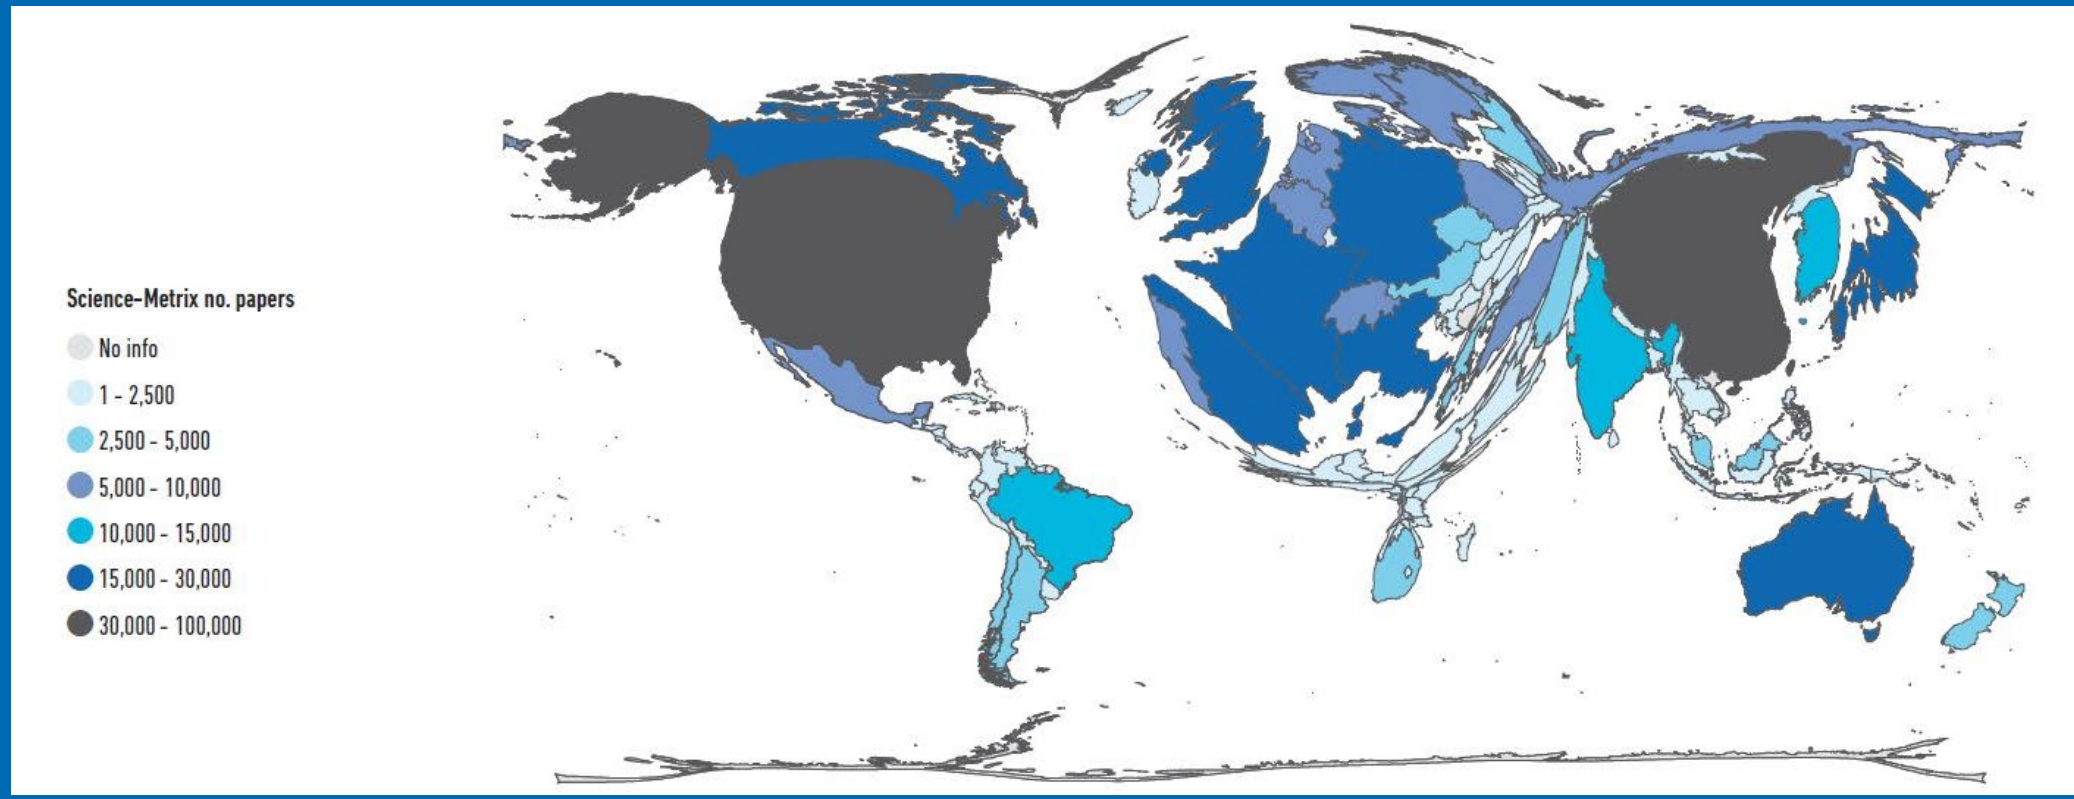 Science-Metrix no. papers
No info
1 - 2,500
2,500 - 5,000
5,000 - 10,000
10,000 - 15,000
15,000 - 30,000
30,000 - 100,000